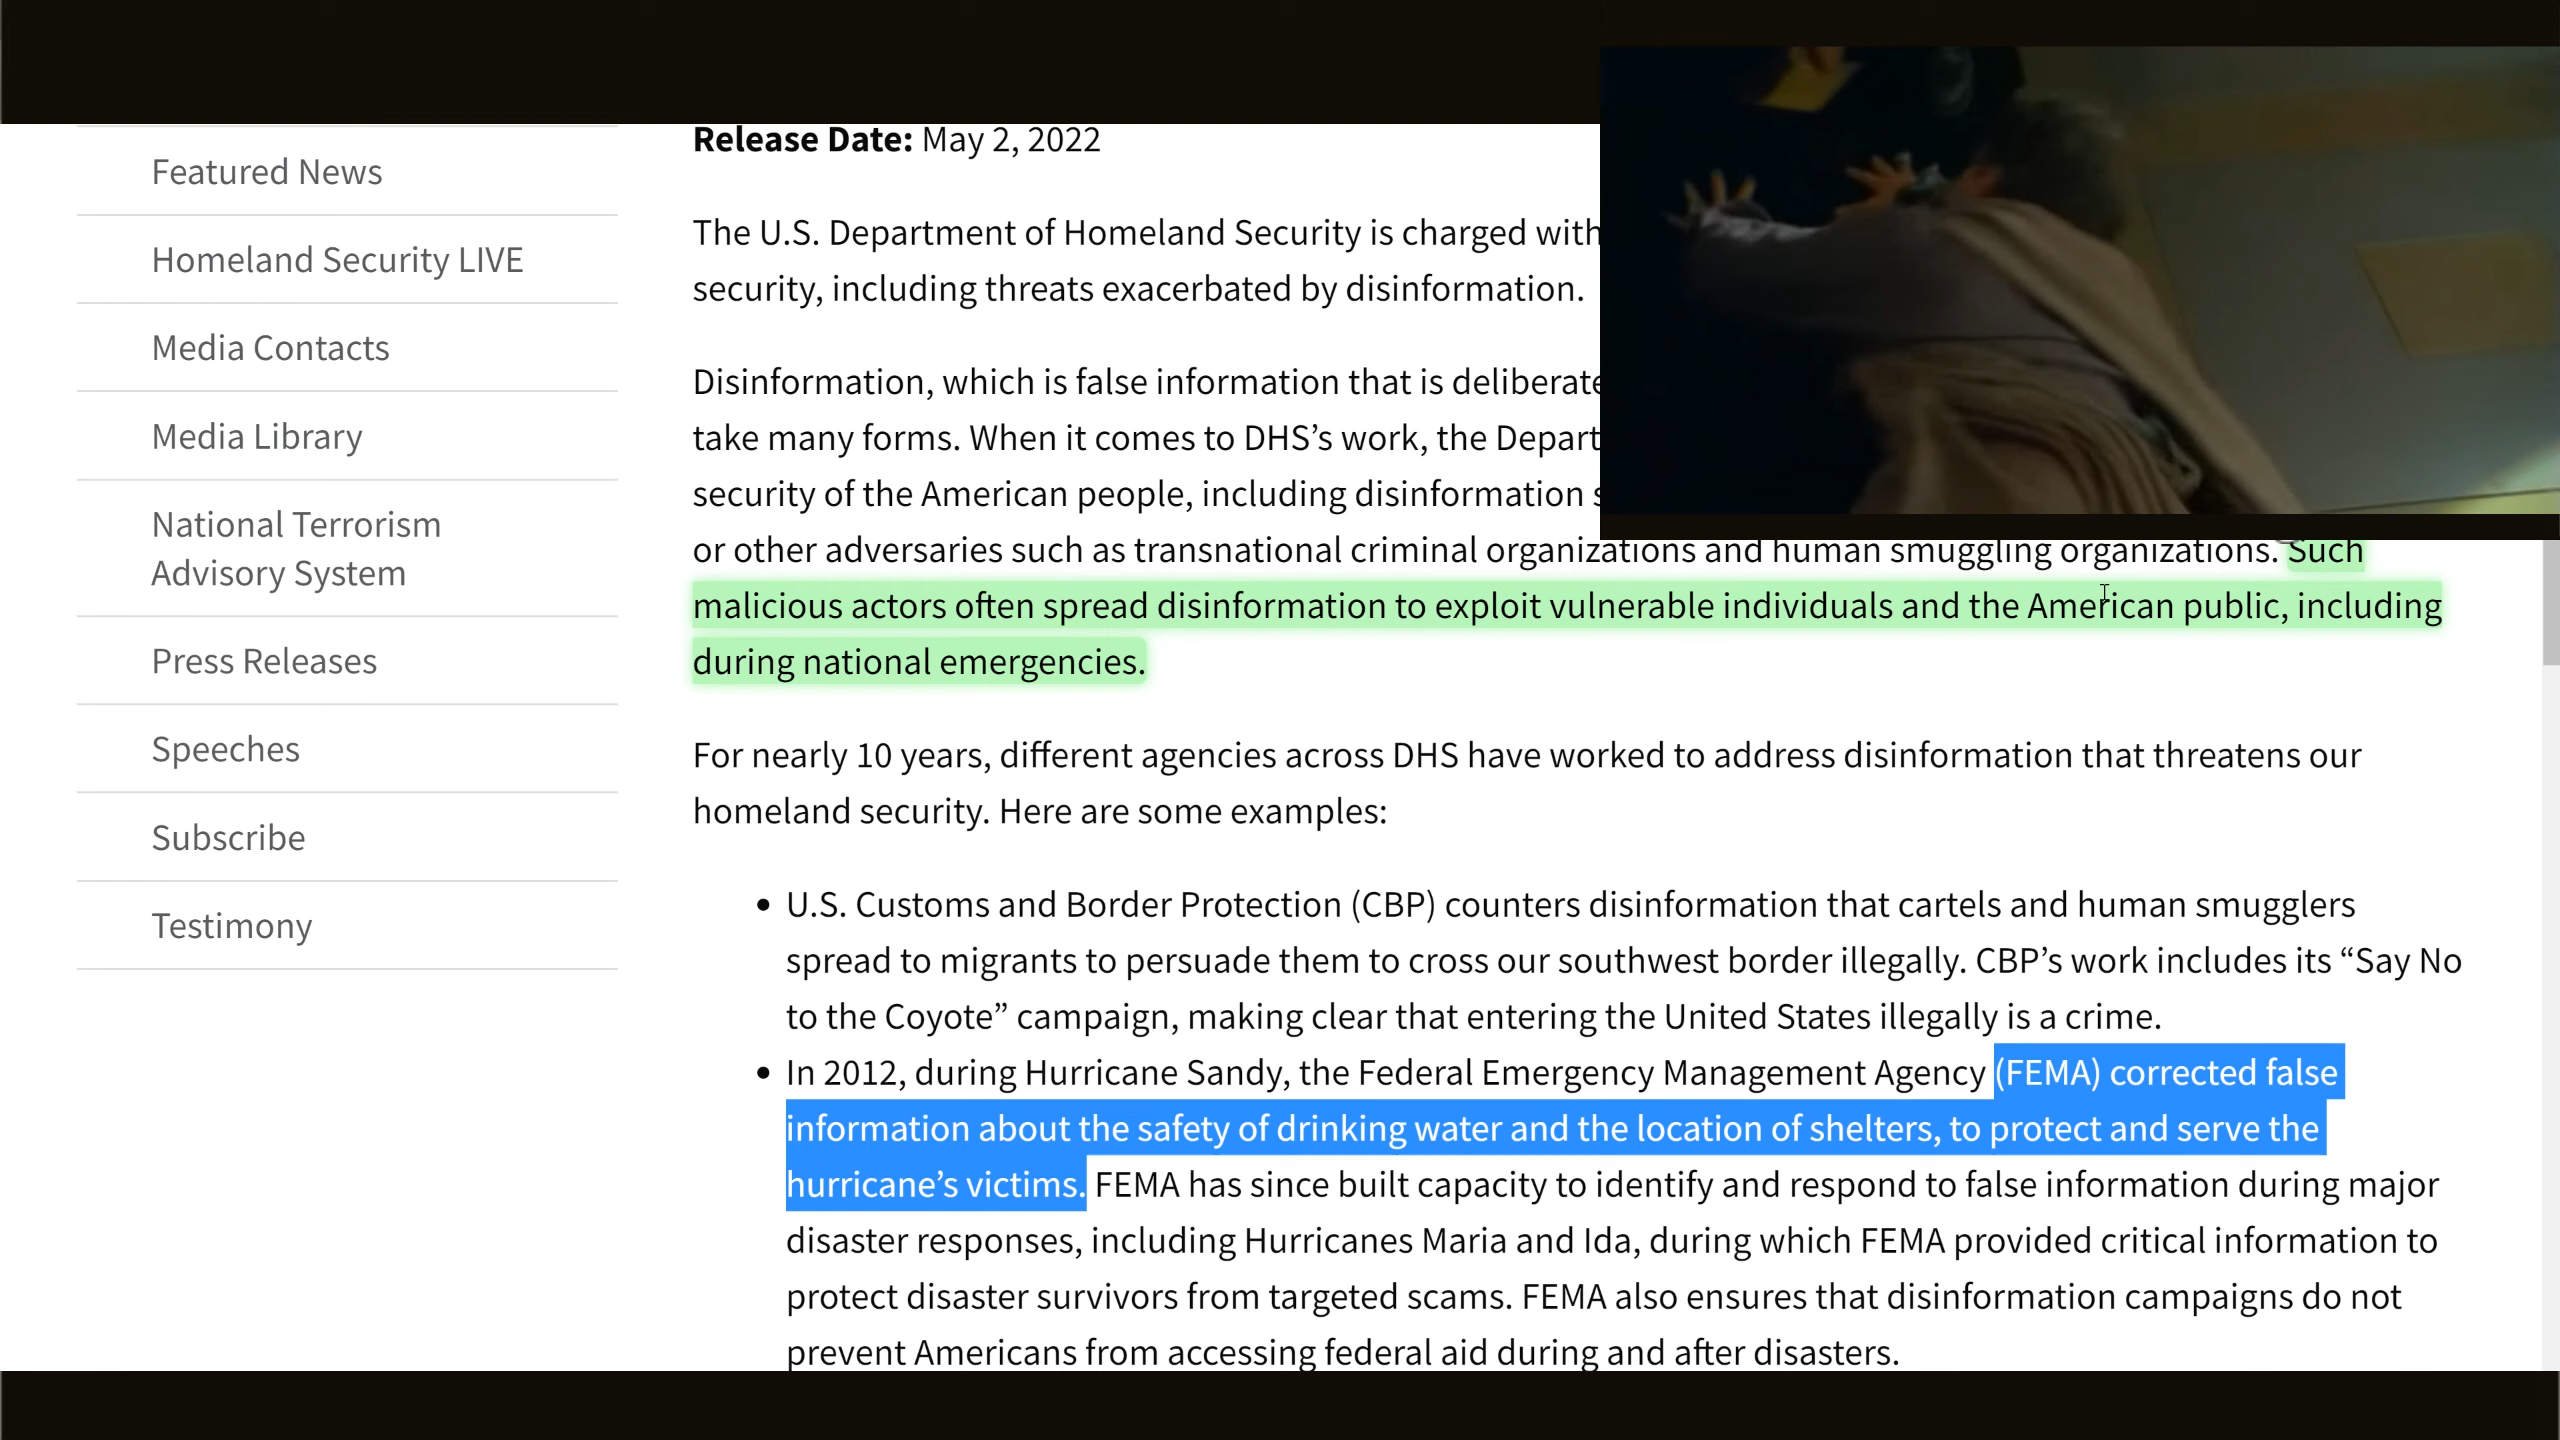 Featured News
Homeland Security LIVE
Media Contacts
Media Library
National Terrorism
Advisory System
Press Releases
Speeches
Subscribe
Testimony
Release Date: May 2, 2022
The U.S. Department of Homeland Security is charged with
security, including threats exacerbated by disinformation.
Disinformation, which is false information that is
take many forms. When it comes to DHS’s work, the
security of the American people, including disinformation
or other adversaries such as transnational criminal organizations and human smuggling organizations. Such
malicious actors often spread disinformation to exploit vulnerable individuals and the American public, including
during national emergencies.
For nearly 10 years, different agencies across DHS have worked to address disinformation that threatens our
homeland security. Here are some examples:
• U.S. Customs and Border Protection (CBP) counters disinformation that cartels and human smugglers
spread to migrants to persuade them to cross our southwest border illegally. CBP’s work includes its “Say No
to the Coyote” campaign, making clear that entering the United States illegally is a crime.
• In 2012, during Hurricane Sandy, the Federal Emergency Management Agency (FEMA) corrected false
information about the safety of drinking water and the location of shelters, to protect and serve the
hurricane’s victims. FEMA has since built capacity to identify and respond to false information during major
disaster responses, including Hurricanes Maria and Ida, during which FEMA provided critical information to
protect disaster survivors from targeted scams. FEMA also ensures that disinformation campaigns do not
prevent Americans from accessing federal aid during and after disasters.